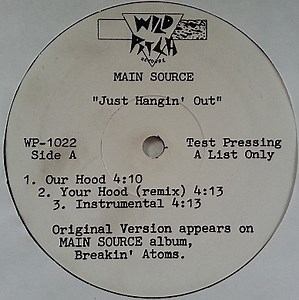 WILD
PITCH
RECORDS
MAIN SOURCE
"Just Hangin' Out"
WP-1022 Test Pressing
Side A A List Only
1. Our Hood 4:10
2. Your Hood (remix) 4:13
3. Instrumental 4:13
Original Version appears on
MAIN SOURCE album,
Breakin' Atoms.